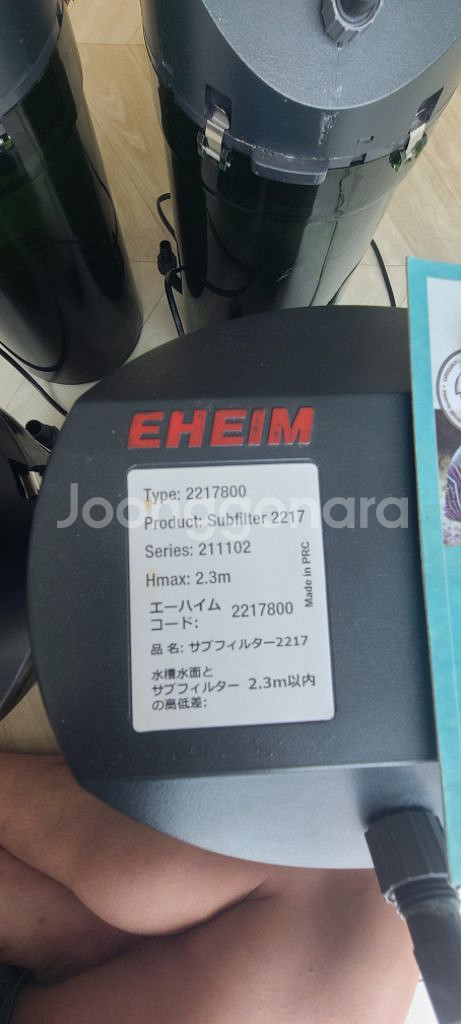 EHEIM
Type: 2217800
Joonggonara
Product: Subfilter 2217
Series: 211102
Hmax: 2.3m
Made in PRC
エーハイム
コード: 2217800
品 名: サブフィルター2217
水槽水面と
サブフィルター 2.3m以内
の高低差: